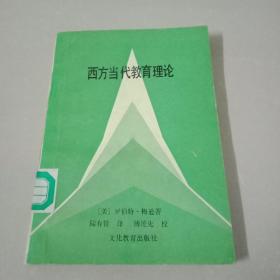 西方当代教育理论
[美] 罗伯特·梅逊著
陆有铨 译 傅统先 校
文化教育出版社